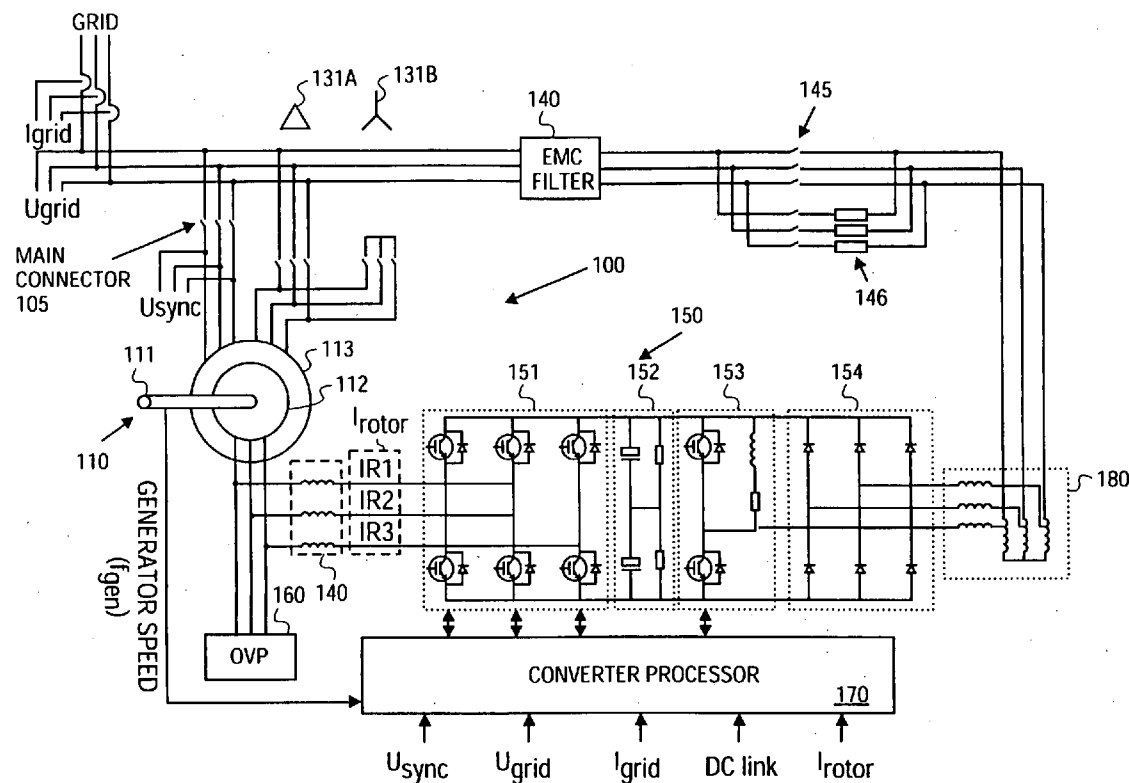 GRID
131A
131B
Igrid
Ugrid
140
EMC
FILTER
145
146
MAIN
CONNECTOR
105
Usync
100
113
112
111
110
Irotor
IR1
IR2
IR3
140
150
151
152
153
154
180
GENERATOR SPEED
(fgen)
160
OVP
CONVERTER PROCESSOR
170
Usync
Ugrid
Igrid
DC link
Irotor